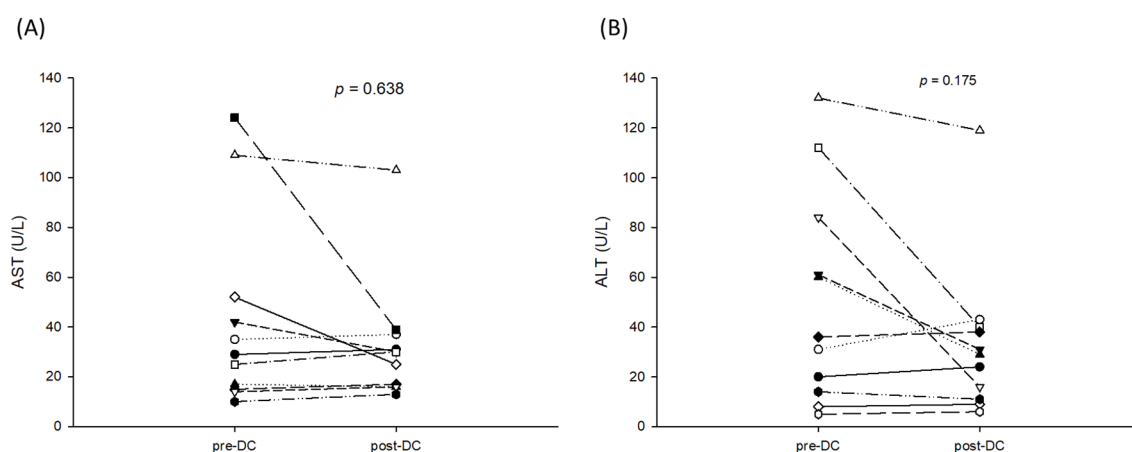 (A)
p = 0.638
AST (U/L)
140
120
100
80
60
40
20
0
pre-DC post-DC
(B)
p = 0.175
ALT (U/L)
140
120
100
80
60
40
20
0
pre-DC post-DC